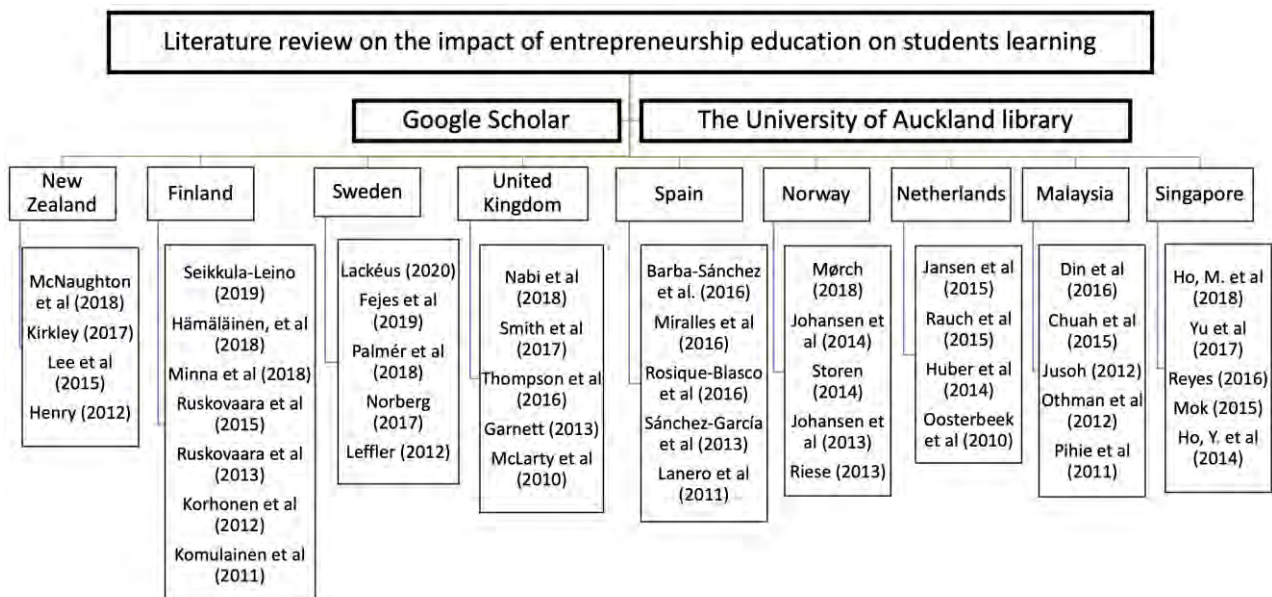 Literature review on the impact of entrepreneurship education on students learning
Google Scholar
The University of Auckland library
New
Zealand
McNaughton
et al (2018)
Kirkley (2017)
Lee et al
(2015)
Henry (2012)
Finland
Seikkula-Leino
(2019)
Hämäläinen, et al
(2018)
Minna et al (2018)
Ruskovaara et al
(2015)
Ruskovaara et al
(2013)
Korhonen et al
(2012)
Komulainen et al
(2011)
Sweden
Lackéus (2020)
Fejes et al
(2019)
Palmér et al
(2018)
Norberg
(2017)
Leffler (2012)
United
Kingdom
Nabi et al
(2018)
Smith et al
(2017)
Thompson et al
(2016)
Garnett (2013)
McLarty et al
(2010)
Spain
Barba-Sánchez
et al. (2016)
Miralles et al
(2016)
Rosique-Blasco
et al (2016)
Sánchez-García
et al (2013)
Lanero et al
(2011)
Norway
Mørch
(2018)
Johansen et
al (2014)
Storen
(2014)
Johansen et
al (2013)
Riese (2013)
Netherlands
Jansen et al
(2015)
Rauch et al
(2015)
Huber et al
(2014)
Oosterbeek
et al (2010)
Malaysia
Din et al
(2016)
Chuah et al
(2015)
Jusoh (2012)
Othman et al
(2012)
Pihie et al
(2011)
Singapore
Ho, M. et al
(2018)
Yu et al
(2017)
Reyes (2016)
Mok (2015)
Ho, Y. et al
(2014)